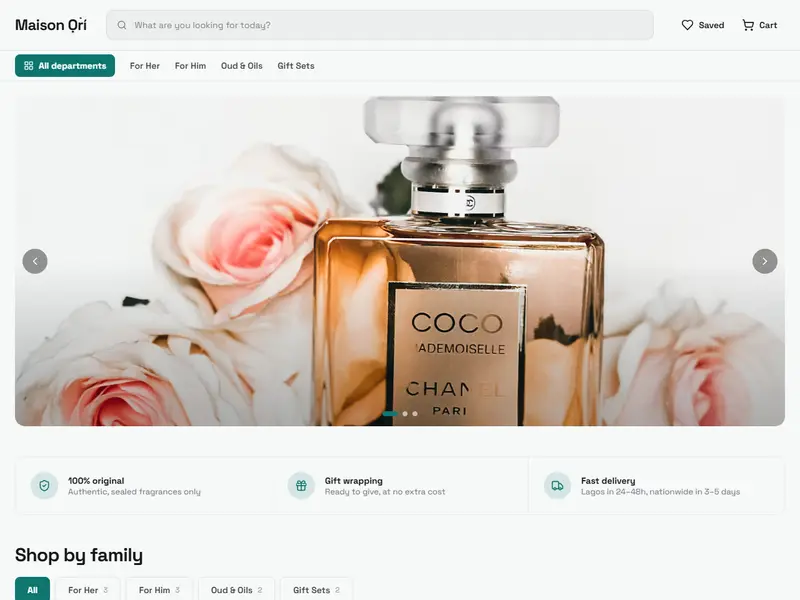 Maison Ọrí
What are you looking for today?
Saved
Cart
All departments
For Her
For Him
Oud & Oils
Gift Sets
COCO
MADEMOISELLE
CHANEL
PARI
100% original
Authentic, sealed fragrances only
Gift wrapping
Ready to give, at no extra cost
Fast delivery
Lagos in 24–48h, nationwide in 3–5 days
Shop by family
All
For Her 3
For Him 3
Oud & Oils 2
Gift Sets 2